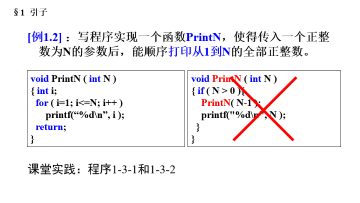 §1 引子
[例1.2] ：写程序实现一个函数PrintN，使得传入一个正整
数为N的参数后，能顺序打印从1到N的全部正整数。
void PrintN ( int N )
{ int i;
for ( i=1; i<=N; i++ )
printf(“%d\n”, i );
return;
}
void PrintN ( int N )
{ if ( N > 0 ){
PrintN( N-1 );
printf("%d\n", N );
}
}
课堂实践：程序1-3-1和1-3-2